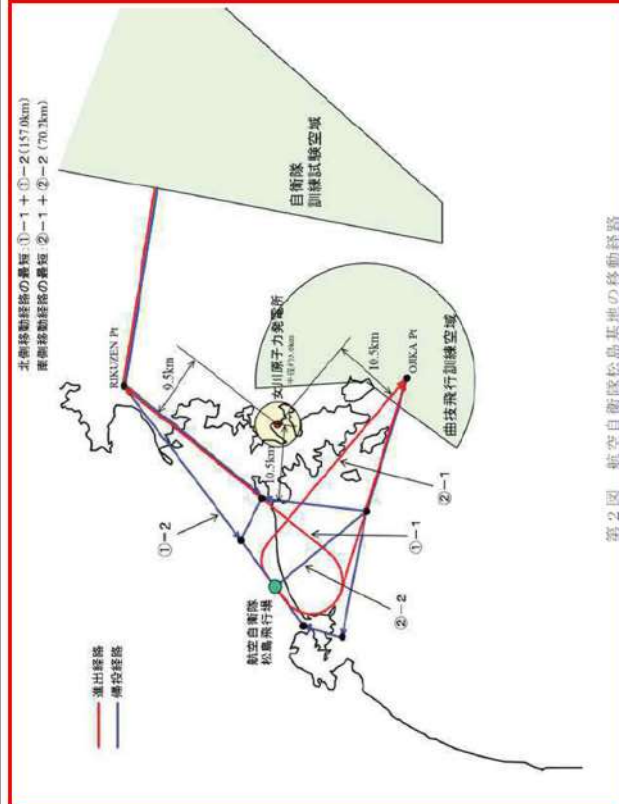 北側移動経路の最短:①-1 + ①-2(157.0km)
南側移動経路の最短:②-1 + ②-2(70.2km)
進出経路
帰投経路
RIKUZEN Pt
自衛隊
訓練試験空域
①-2
9.5km
航空自衛隊
松島飛行場
女川原子力発電所
10.5km
10.5km
①-1
②-1
②-2
OJIKA Pt
曲技飛行訓練空域
第2図 航空自衛隊松島基地の移動経路